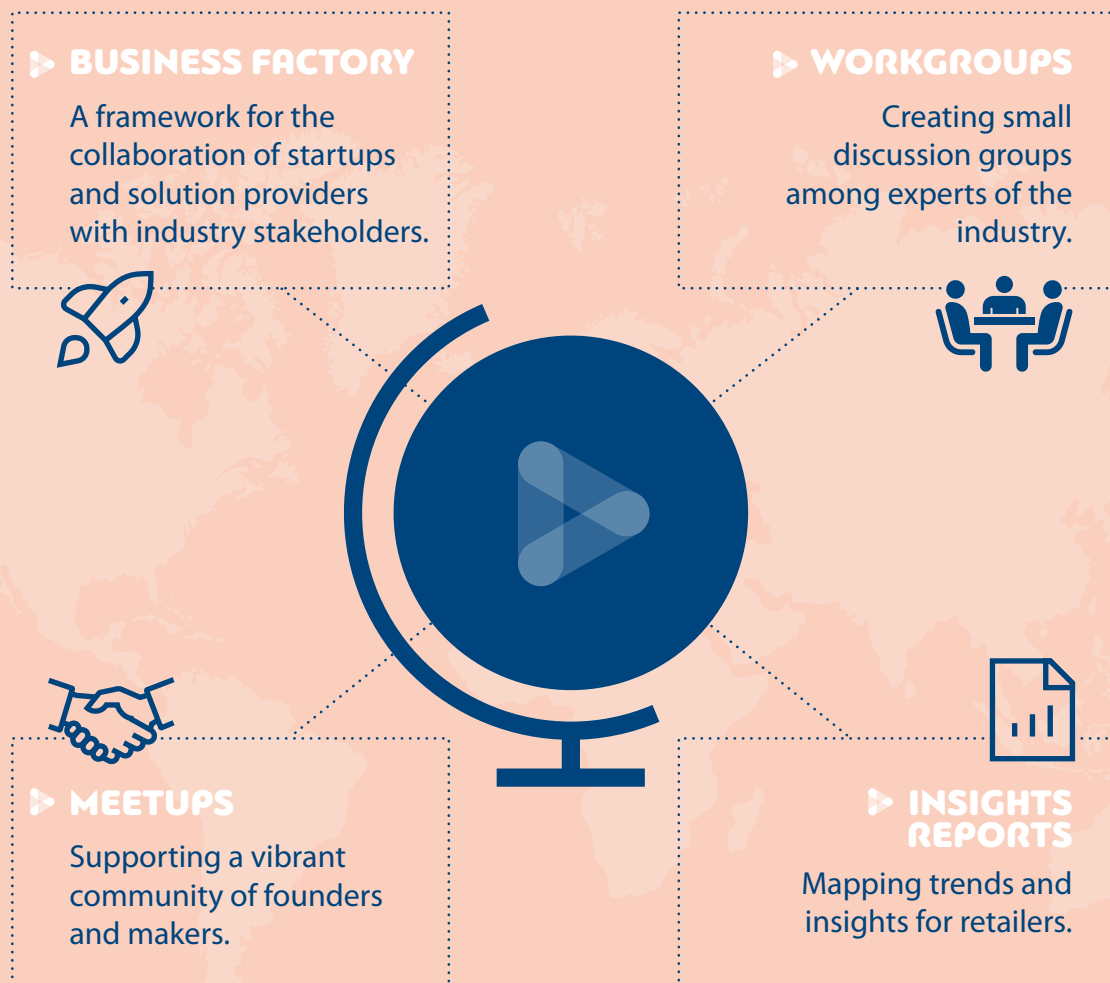 BUSINESS FACTORY
A framework for the
collaboration of startups
and solution providers
with industry stakeholders.
WORKGROUPS
Creating small
discussion groups
among experts of the
industry.
MEETUPS
Supporting a vibrant
community of founders
and makers.
INSIGHTS
REPORTS
Mapping trends and
insights for retailers.